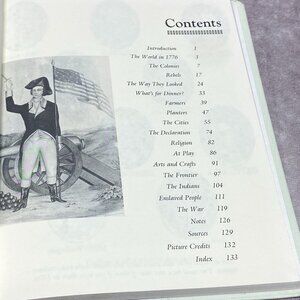 Contents
Introduction 1
The World in 1776 3
The Colonies 7
Rebels 17
The Way They Looked 24
What's for Dinner? 33
Farmers 39
Planters 47
The Cities 55
The Declaration 74
Religion 82
At Play 86
Arts and Crafts 91
The Frontier 97
The Indians 104
Enslaved People 111
The War 119
Notes 126
Sources 129
Picture Credits 132
Index 133